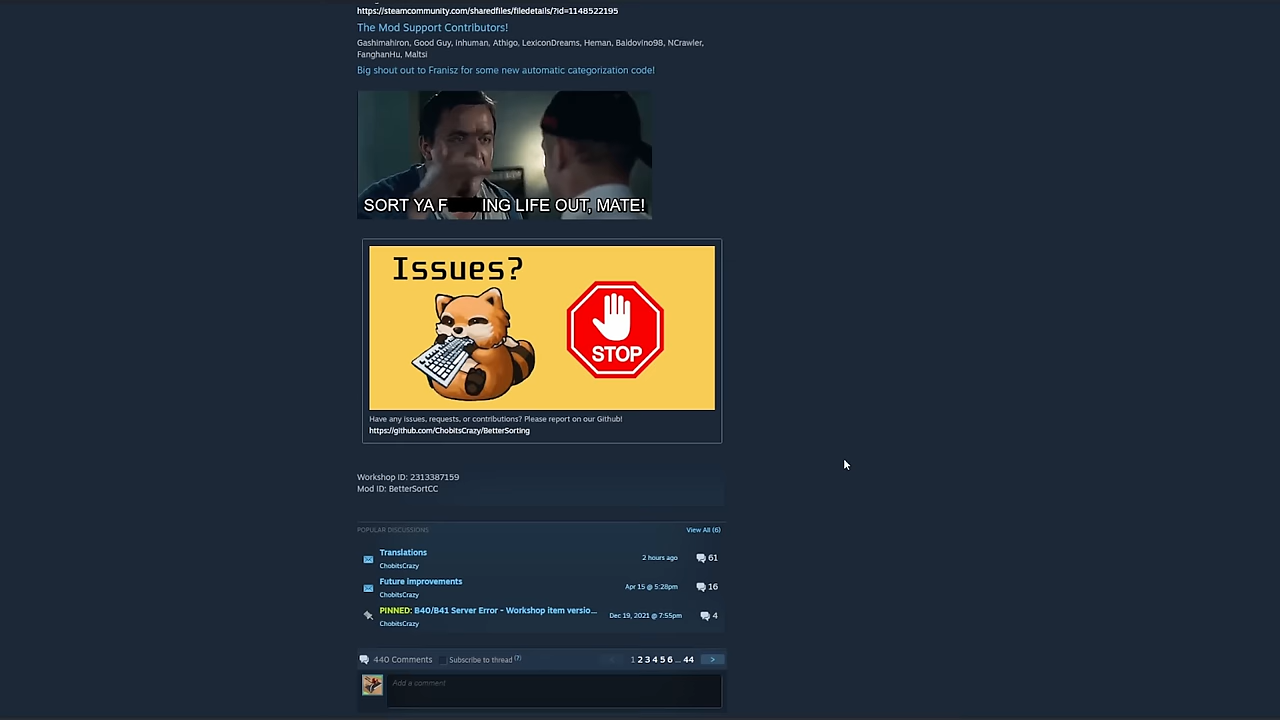 https://steamcommunity.com/sharedfiles/filedetails/?id=1148522195
The Mod Support Contributors!
Gashimahiron, Good Guy, Inhuman, Athigo, LexiconDreams, Heman, Baldovino98, NCrawler,
FanghanHu, Maltsi
Big shout out to Franisz for some new automatic categorization code!
SORT YA F ING LIFE OUT, MATE!
Issues?
STOP
Have any issues, requests, or contributions? Please report on our Github!
https://github.com/ChobitsCrazy/BetterSorting
Workshop ID: 2313387159
Mod ID: BetterSortCC
POPULAR DISCUSSIONS View All (6)
Translations 2 hours ago 61
ChobitsCrazy
Future improvements Apr 15 @ 5:28pm 16
ChobitsCrazy
PINNED: B40/B41 Server Error - Workshop item versio... Dec 19, 2021 @ 7:55pm 4
ChobitsCrazy
440 Comments Subscribe to thread (?) < 1 2 3 4 5 6 ... 44 >
Add a comment